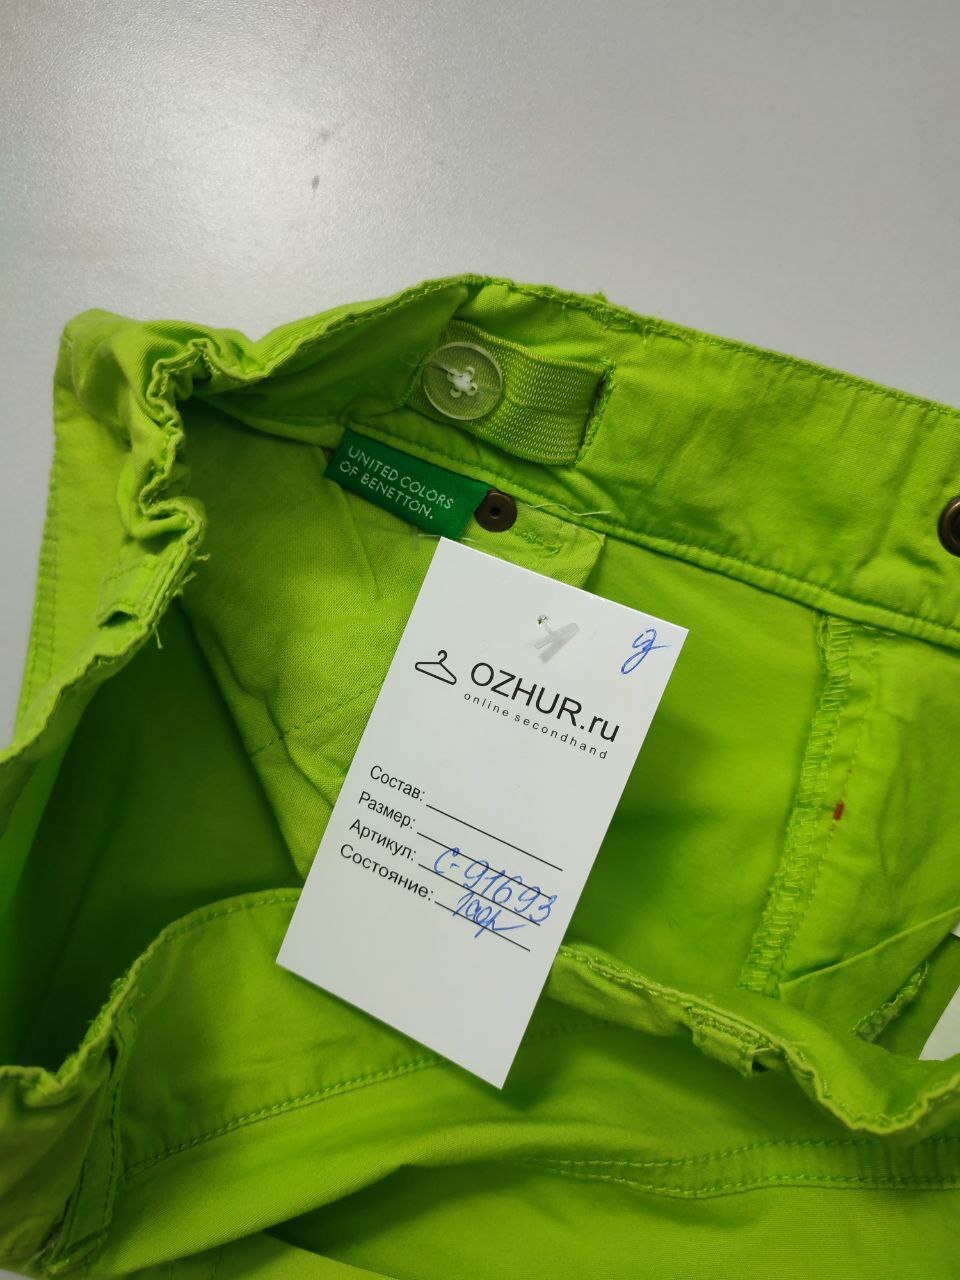 UNITED COLORS
OF BENETTON.
д
OZHUR.ru
online secondhand
Состав:
Размер:
Артикул: С-91693
Состояние: